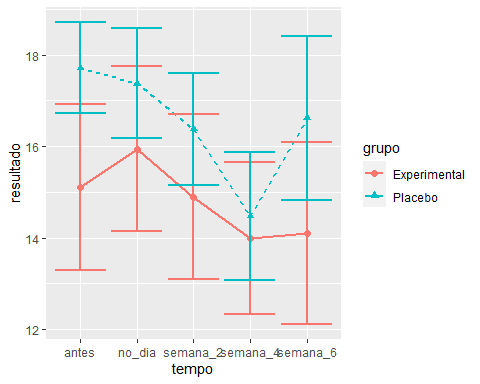 18
16
14
12
resultado
antes
no_dia
semana_2
semana_4
semana_6
tempo
grupo
Experimental
Placebo